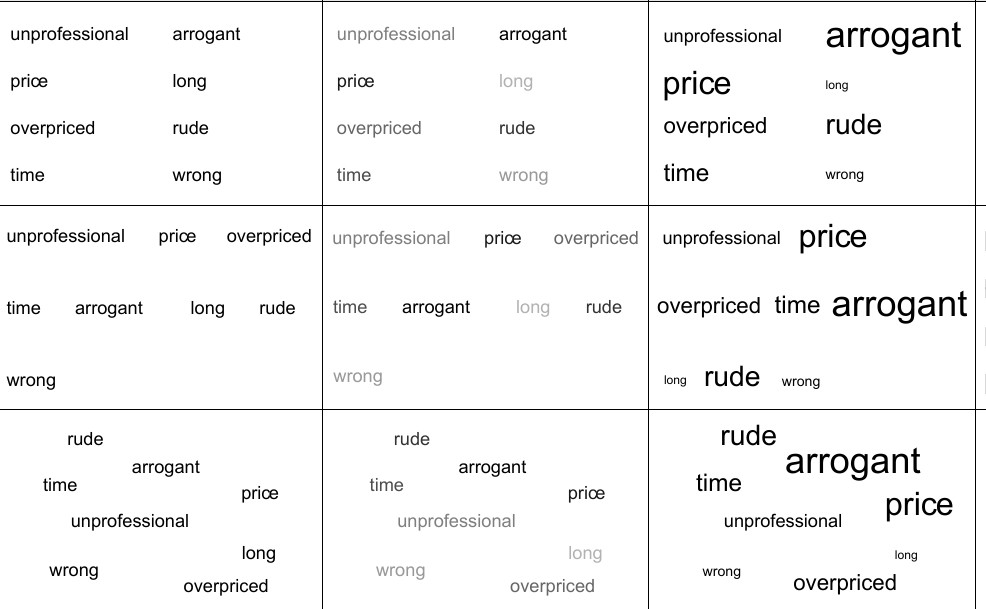 unprofessional arrogant unprofessional arrogant unprofessional arrogant
price long price long price long
overpriced rude overpriced rude overpriced rude
time wrong time wrong time wrong
unprofessional price overpriced unprofessional price overpriced unprofessional price
time arrogant long rude time arrogant long rude overpriced time arrogant
wrong wrong long rude wrong
rude rude rude
arrogant arrogant arrogant
time time time
price price price
unprofessional unprofessional unprofessional
long long long
wrong wrong wrong
overpriced overpriced overpriced